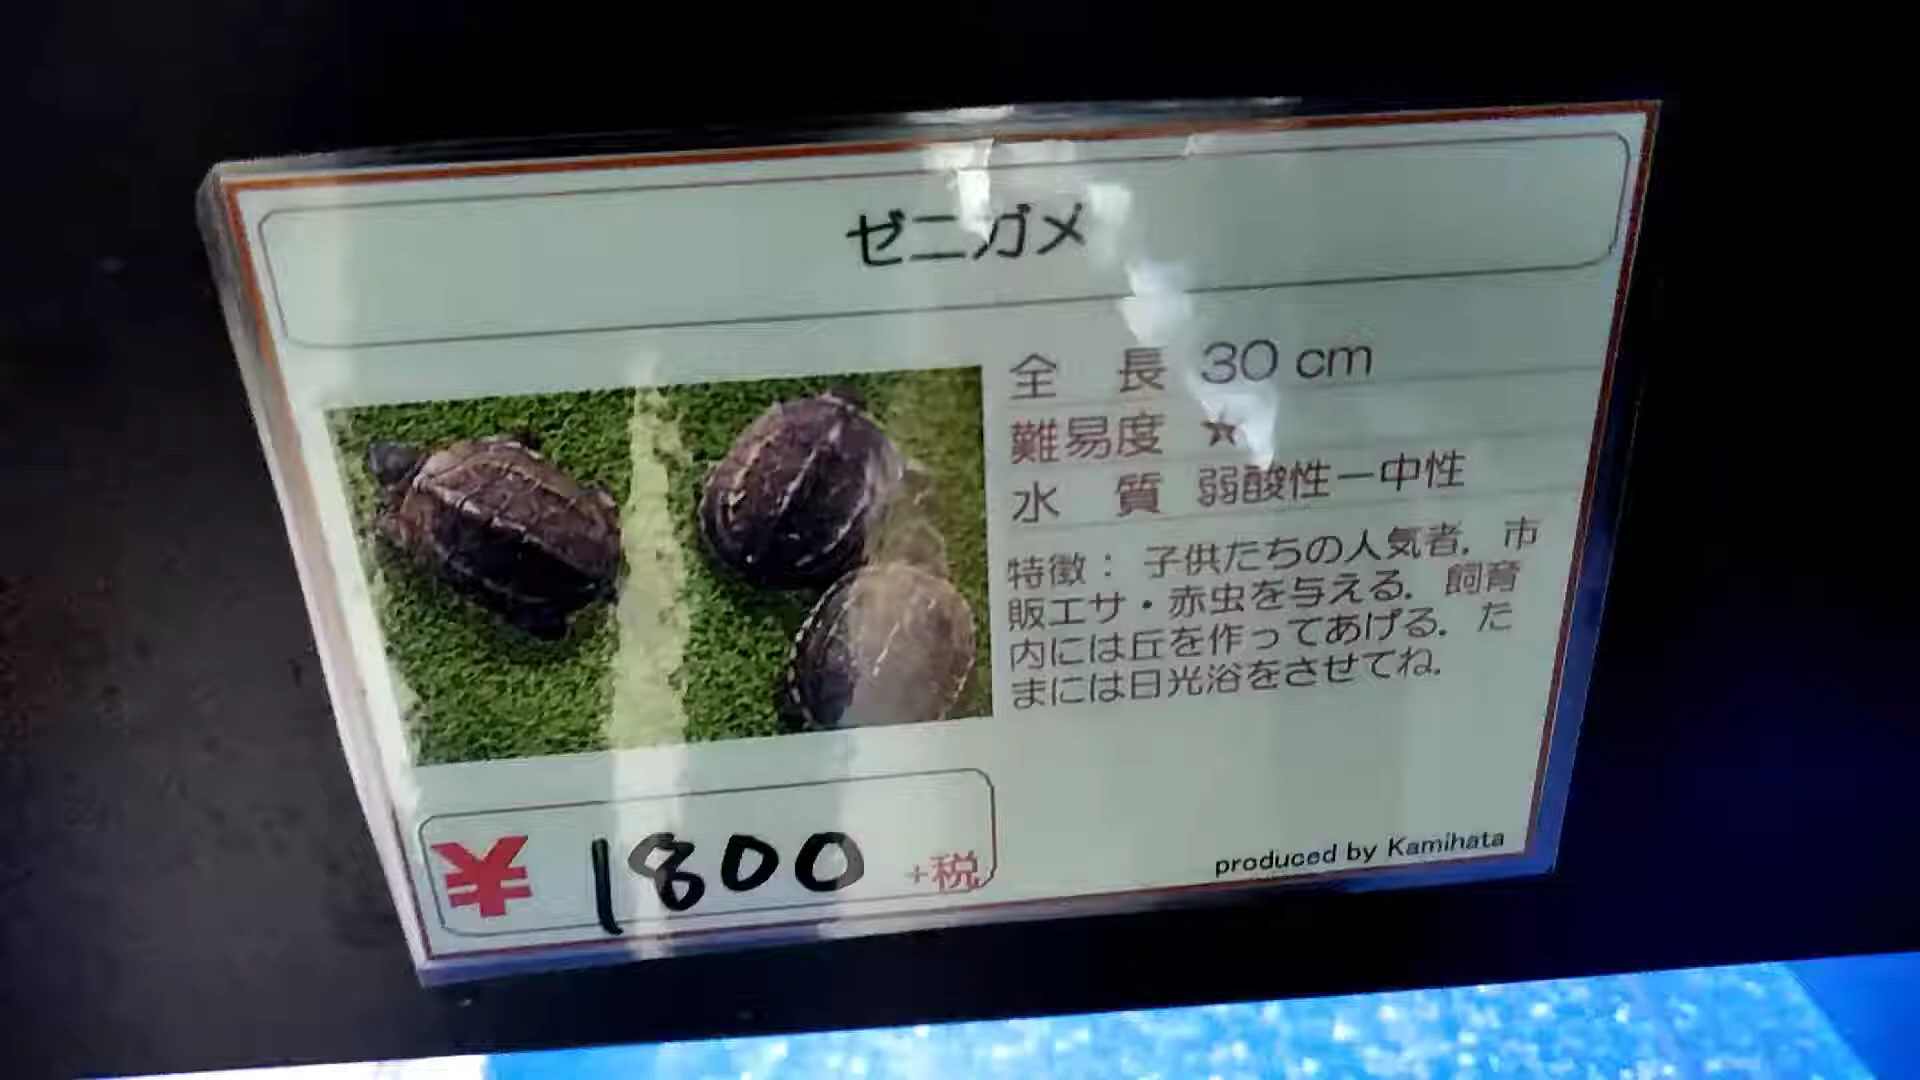 ゼニガメ
全 長 30 cm
難易度 ★
水 質 弱酸性ー中性
特徴： 子供たちの人気者．市
販エサ・赤虫を与える．飼育
内には丘を作ってあげる．た
まには日光浴をさせてね．
¥ 1800 +税
produced by Kamihata